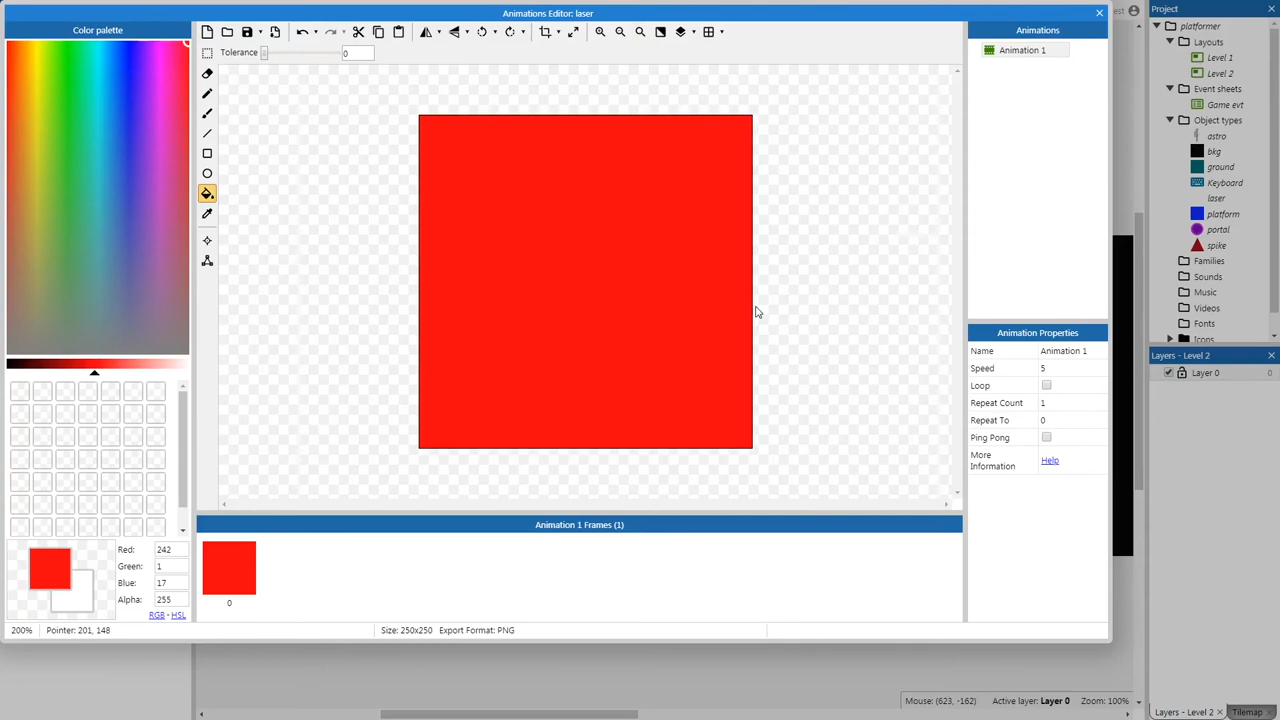 Animations Editor: laser
Color palette
Tolerance
0
Animations
Animation 1
Animation Properties
Name Animation 1
Speed 5
Loop
Repeat Count 1
Repeat To 0
Ping Pong
More Information Help
Animation 1 Frames (1)
0
Red: 242
Green: 1
Blue: 17
Alpha: 255
RGB - HSL
200%
Pointer: 201, 148
Size: 250x250 Export Format: PNG
Project
platformer
Layouts
Level 1
Level 2
Event sheets
Game evt
Object types
astro
bkg
ground
Keyboard
laser
platform
portal
spike
Families
Sounds
Music
Videos
Fonts
Icons
Layers - Level 2
Layer 0 0
Mouse: (623, -162) Active layer: Layer 0 Zoom: 100%
Layers - Level 2
Tilemap